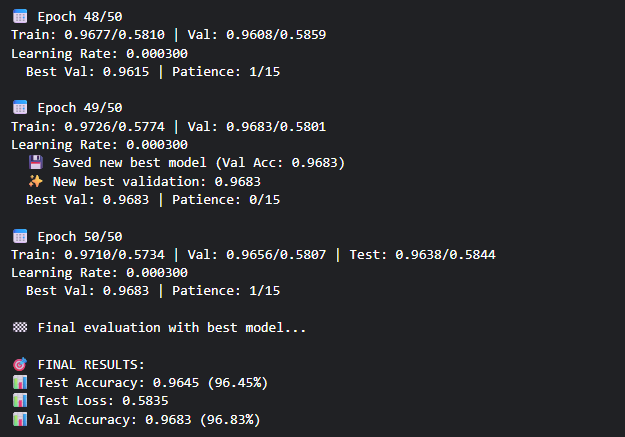 📅 Epoch 48/50
Train: 0.9677/0.5810 | Val: 0.9608/0.5859
Learning Rate: 0.000300
Best Val: 0.9615 | Patience: 1/15
📅 Epoch 49/50
Train: 0.9726/0.5774 | Val: 0.9683/0.5801
Learning Rate: 0.000300
💾 Saved new best model (Val Acc: 0.9683)
✨ New best validation: 0.9683
Best Val: 0.9683 | Patience: 0/15
📅 Epoch 50/50
Train: 0.9710/0.5734 | Val: 0.9656/0.5807 | Test: 0.9638/0.5844
Learning Rate: 0.000300
Best Val: 0.9683 | Patience: 1/15
🏁 Final evaluation with best model...
🎯 FINAL RESULTS:
📊 Test Accuracy: 0.9645 (96.45%)
📊 Test Loss: 0.5835
📊 Val Accuracy: 0.9683 (96.83%)